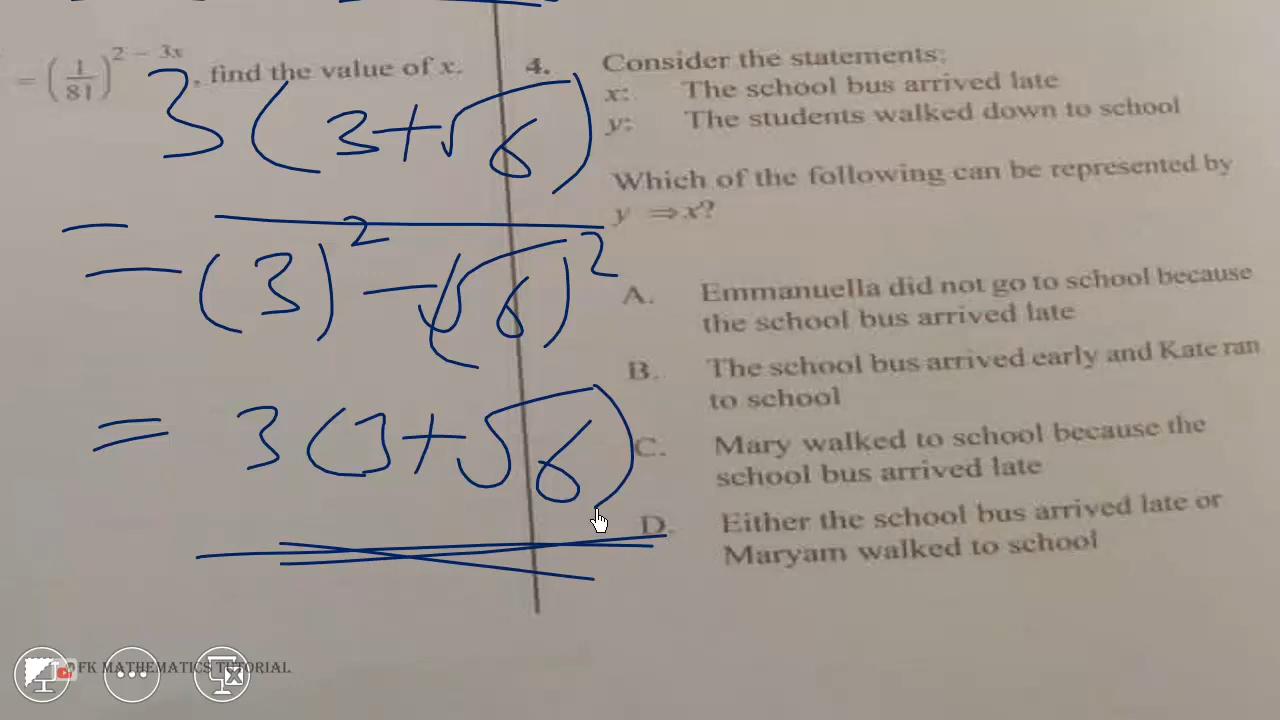 = (1/81)^2 – 3x, find the value of x.
3(3+√6)
=
(3)² – (√6)²
= 3(3+√6)
4. Consider the statements:
x: The school bus arrived late
y: The students walked down to school
Which of the following can be represented by
y ⇒ x?
A. Emmanuella did not go to school because
the school bus arrived late
B. The school bus arrived early and Kate ran
to school
C. Mary walked to school because the
school bus arrived late
D. Either the school bus arrived late or
Maryam walked to school
FK MATHEMATICS TUTORIAL